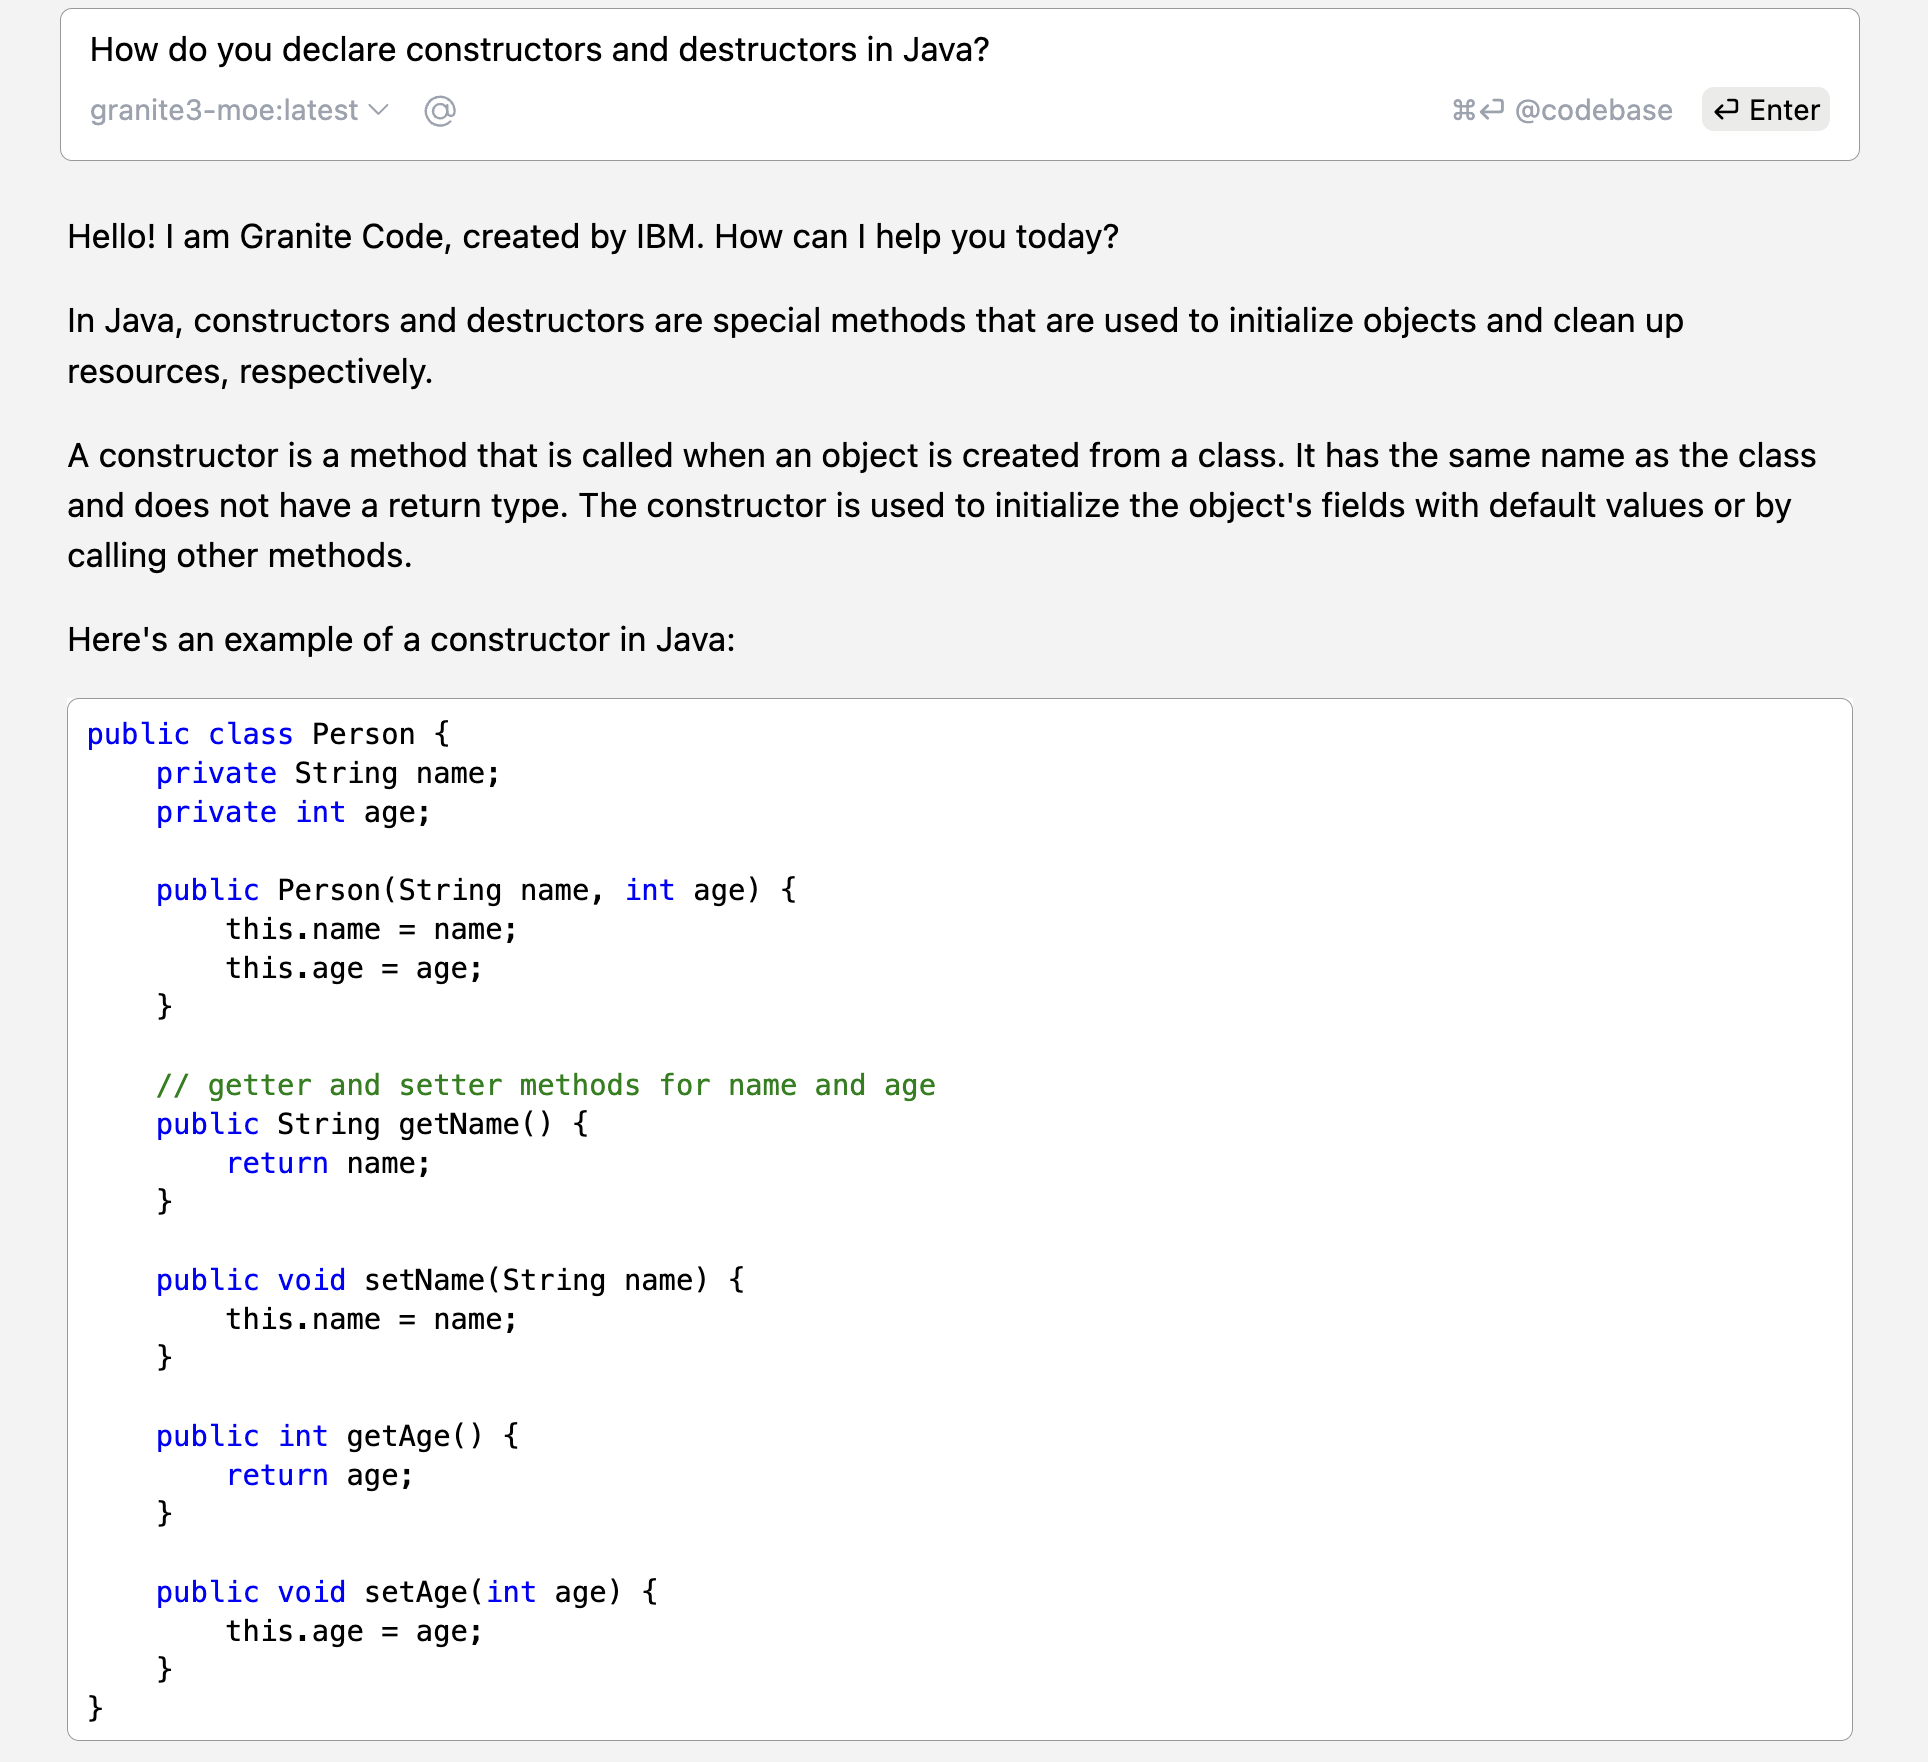 How do you declare constructors and destructors in Java?
granite3-moe:latest @ ⌘⏎ @codebase ⏎ Enter
Hello! I am Granite Code, created by IBM. How can I help you today?
In Java, constructors and destructors are special methods that are used to initialize objects and clean up
resources, respectively.
A constructor is a method that is called when an object is created from a class. It has the same name as the class
and does not have a return type. The constructor is used to initialize the object's fields with default values or by
calling other methods.
Here's an example of a constructor in Java:
public class Person {
    private String name;
    private int age;

    public Person(String name, int age) {
        this.name = name;
        this.age = age;
    }

    // getter and setter methods for name and age
    public String getName() {
        return name;
    }

    public void setName(String name) {
        this.name = name;
    }

    public int getAge() {
        return age;
    }

    public void setAge(int age) {
        this.age = age;
    }
}